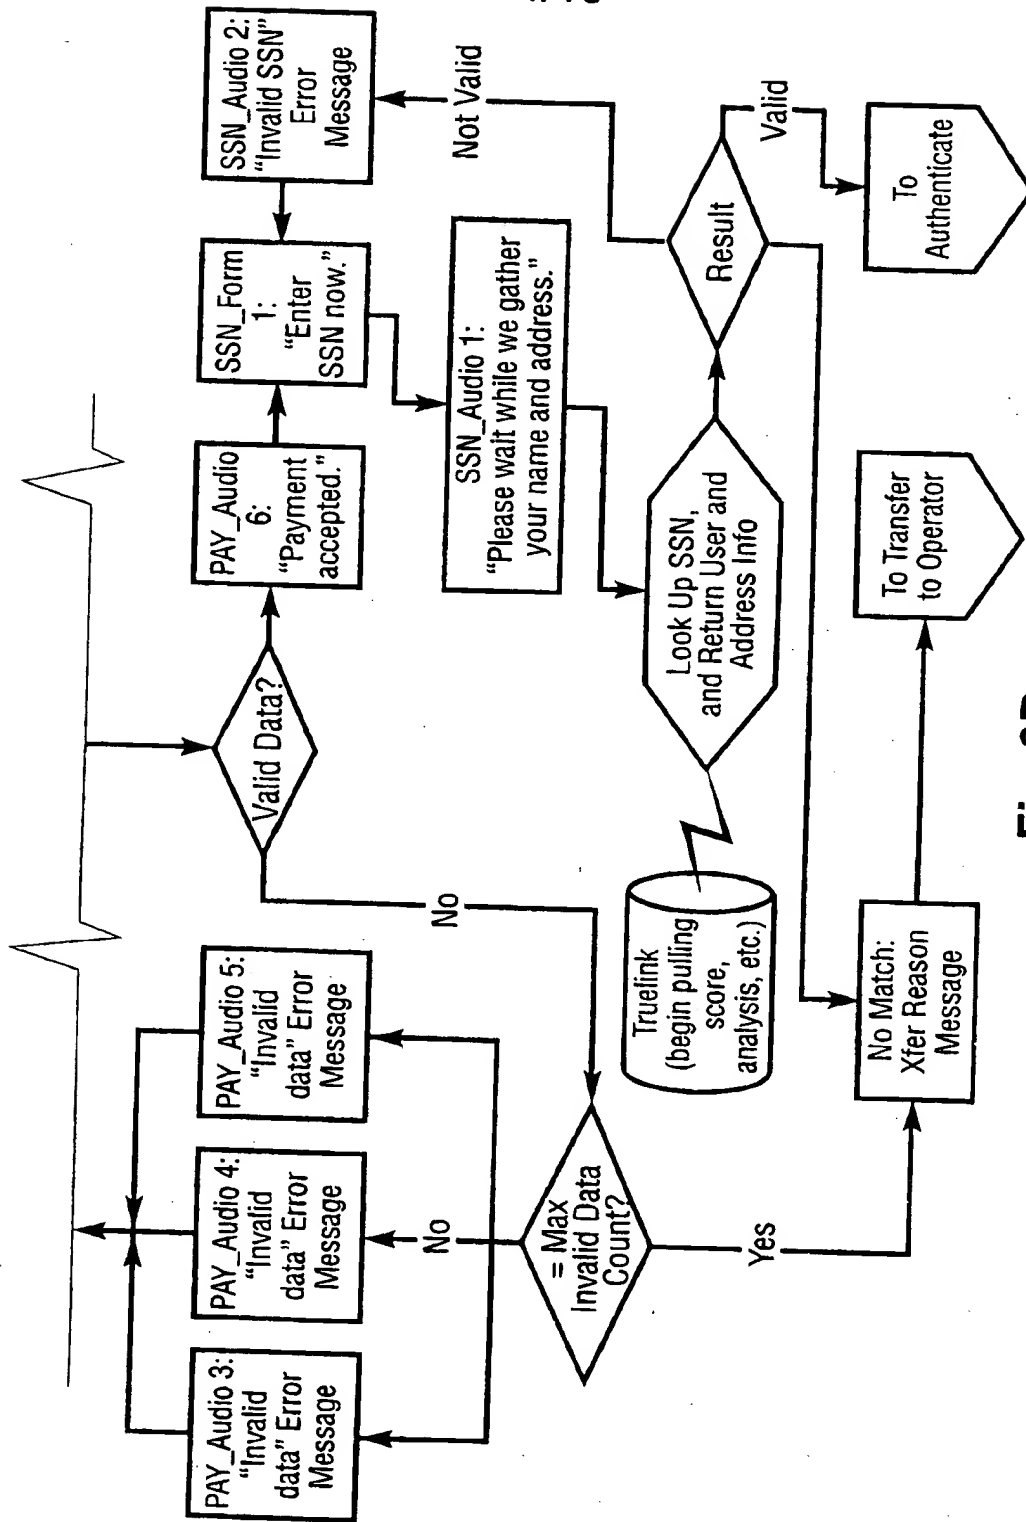 PAY_Audio 3:
“Invalid
data” Error
Message
PAY_Audio 4:
“Invalid
data” Error
Message
PAY_Audio 5:
“Invalid
data” Error
Message
Valid Data?
PAY_Audio
6:
“Payment
accepted.”
SSN_Form
1:
“Enter
SSN now.”
SSN_Audio 2:
“Invalid SSN”
Error
Message
No
No
Not Valid
SSN_Audio 1:
“Please wait while we gather
your name and address.”
= Max
Invalid Data
Count?
Truelink
(begin pulling
score,
analysis, etc.)
Look Up SSN,
and Return User and
Address Info
Result
Yes
Valid
No Match:
Xfer Reason
Message
To Transfer
to Operator
To
Authenticate